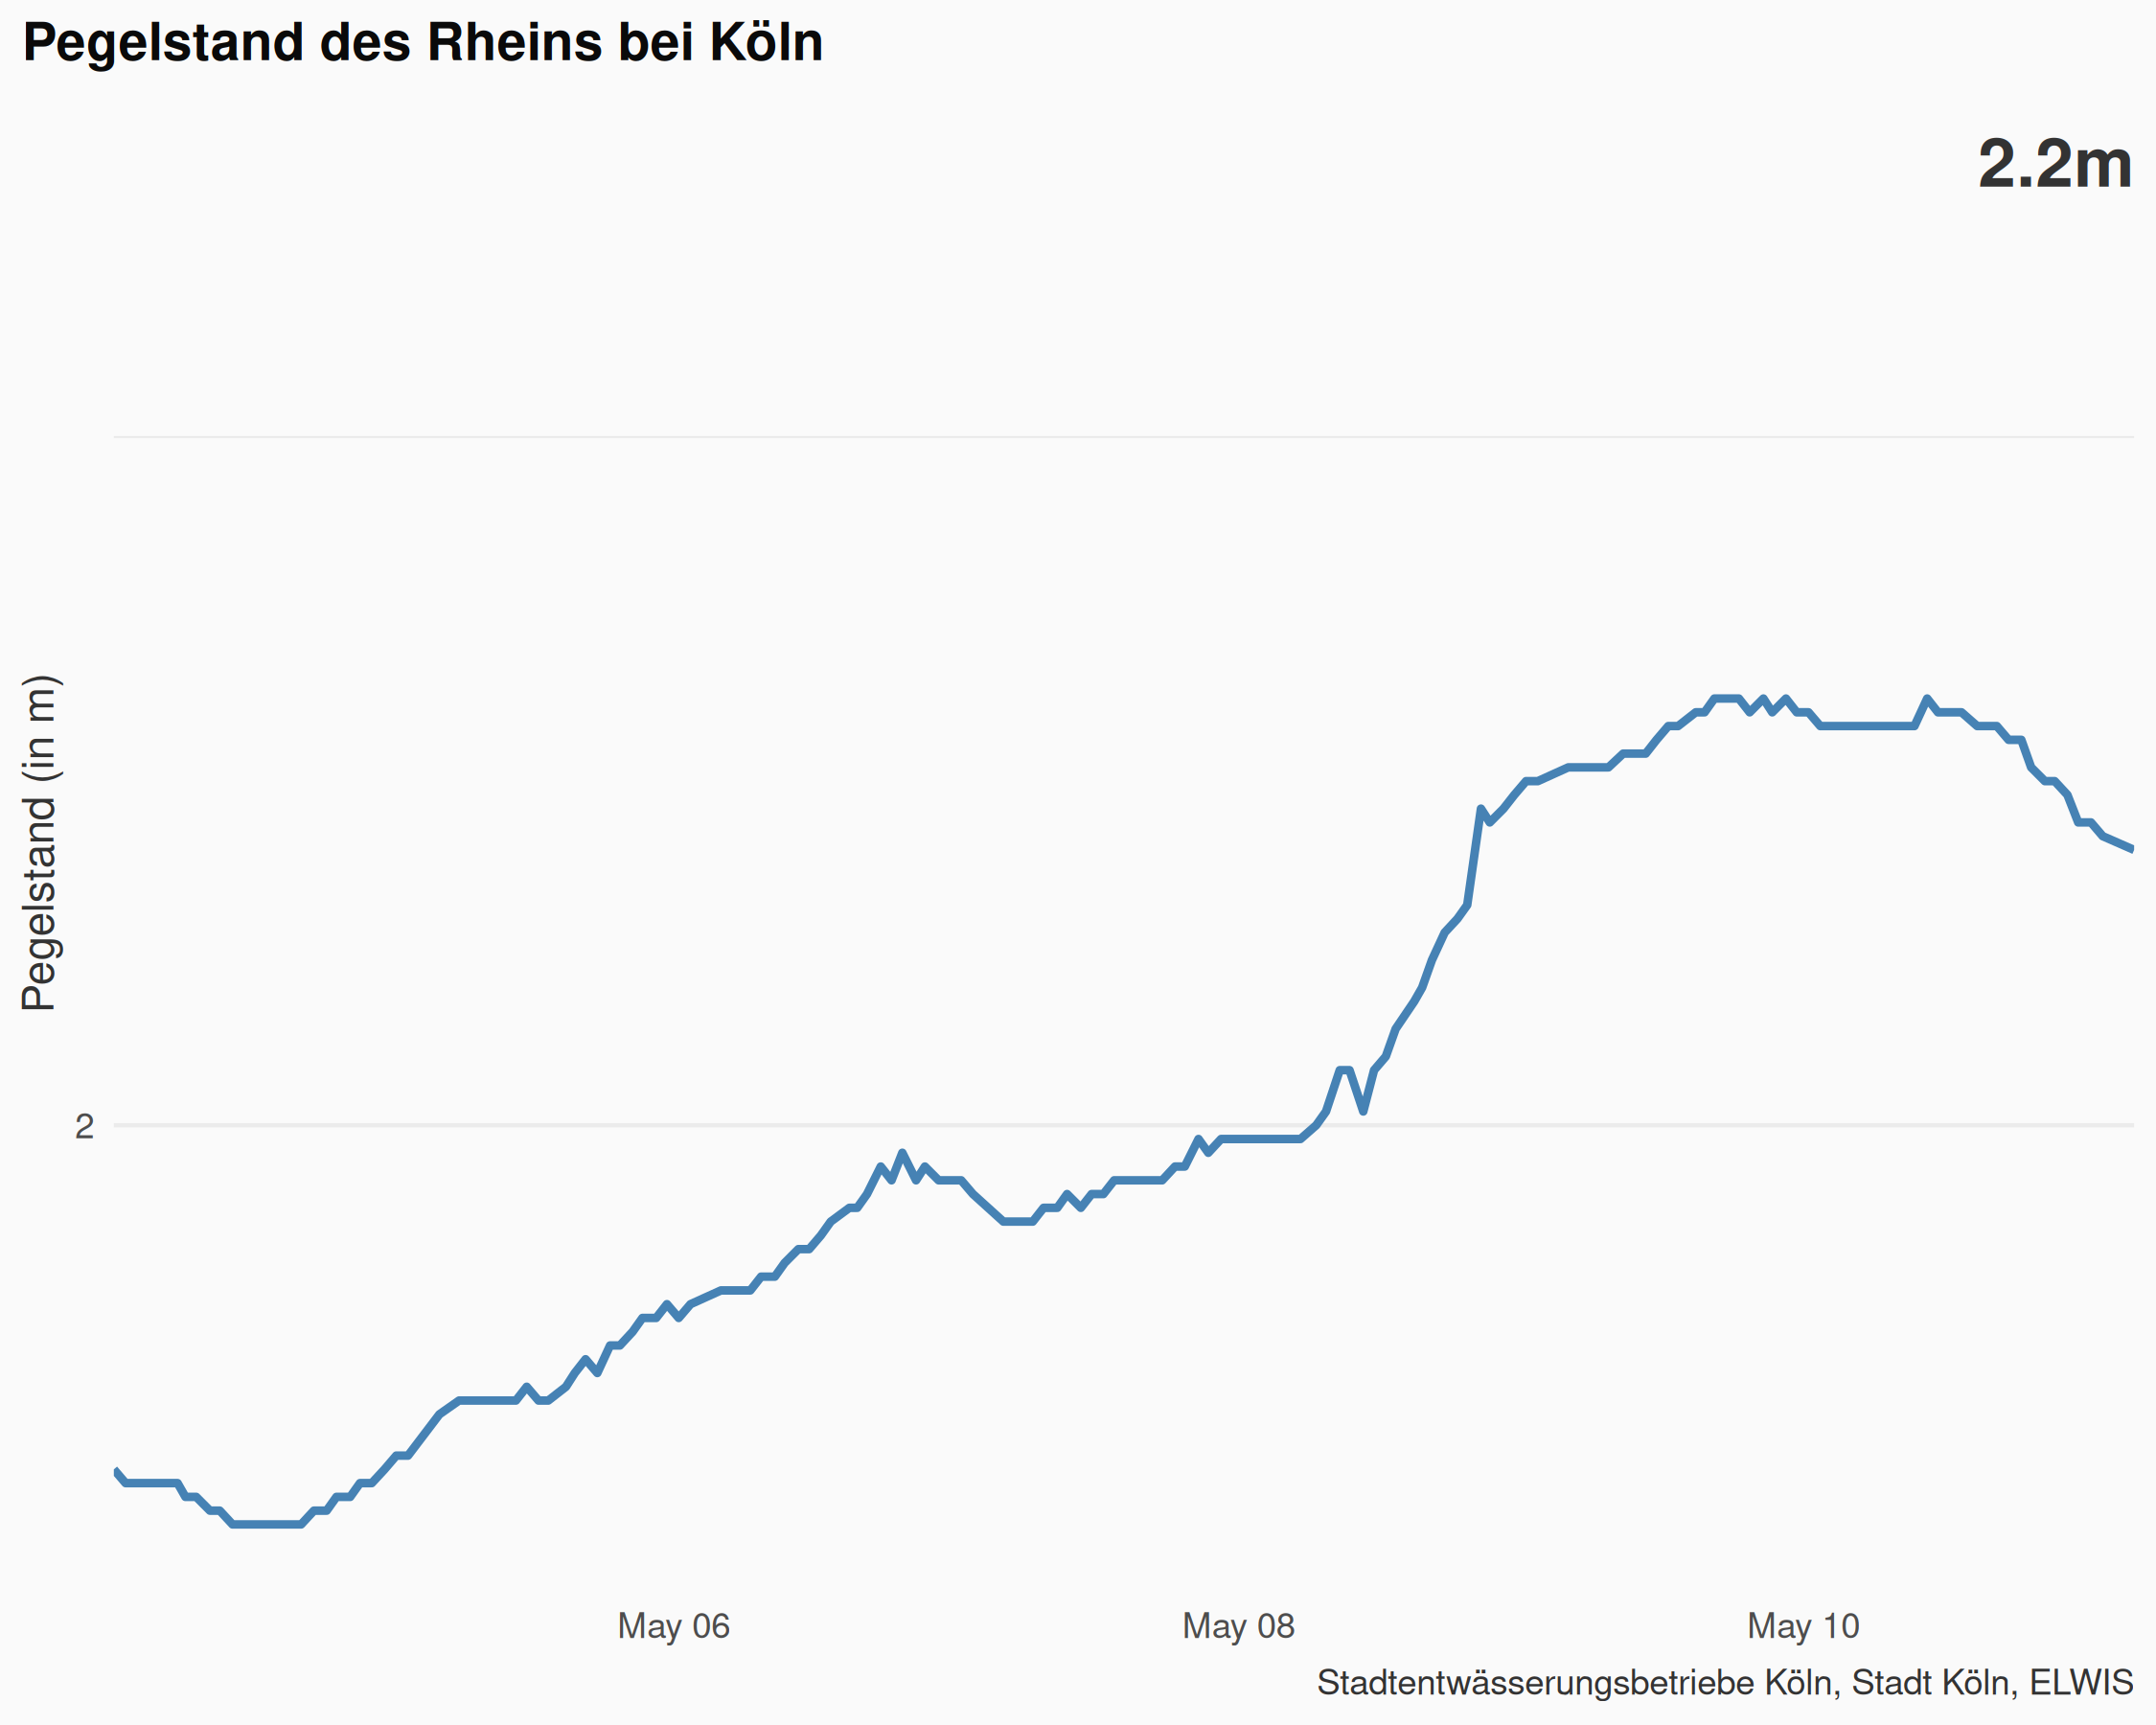 Pegelstand des Rheins bei Köln
2.2m
Pegelstand (in m)
2
May 06
May 08
May 10
Stadtentwässerungsbetriebe Köln, Stadt Köln, ELWIS